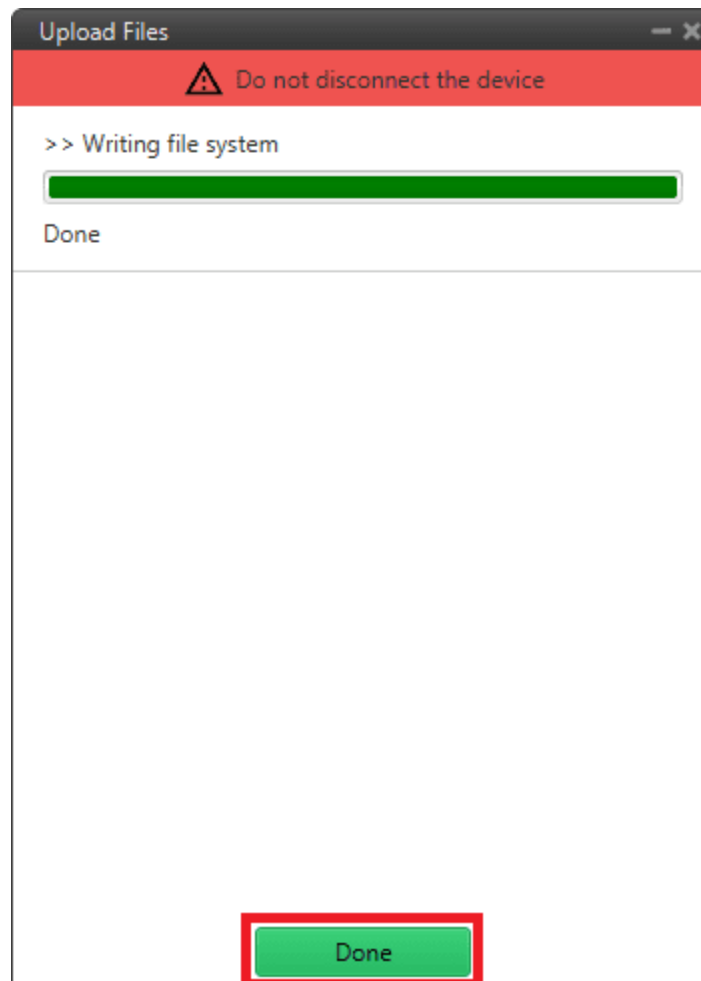 Upload Files
Do not disconnect the device
>> Writing file system
Done
Done